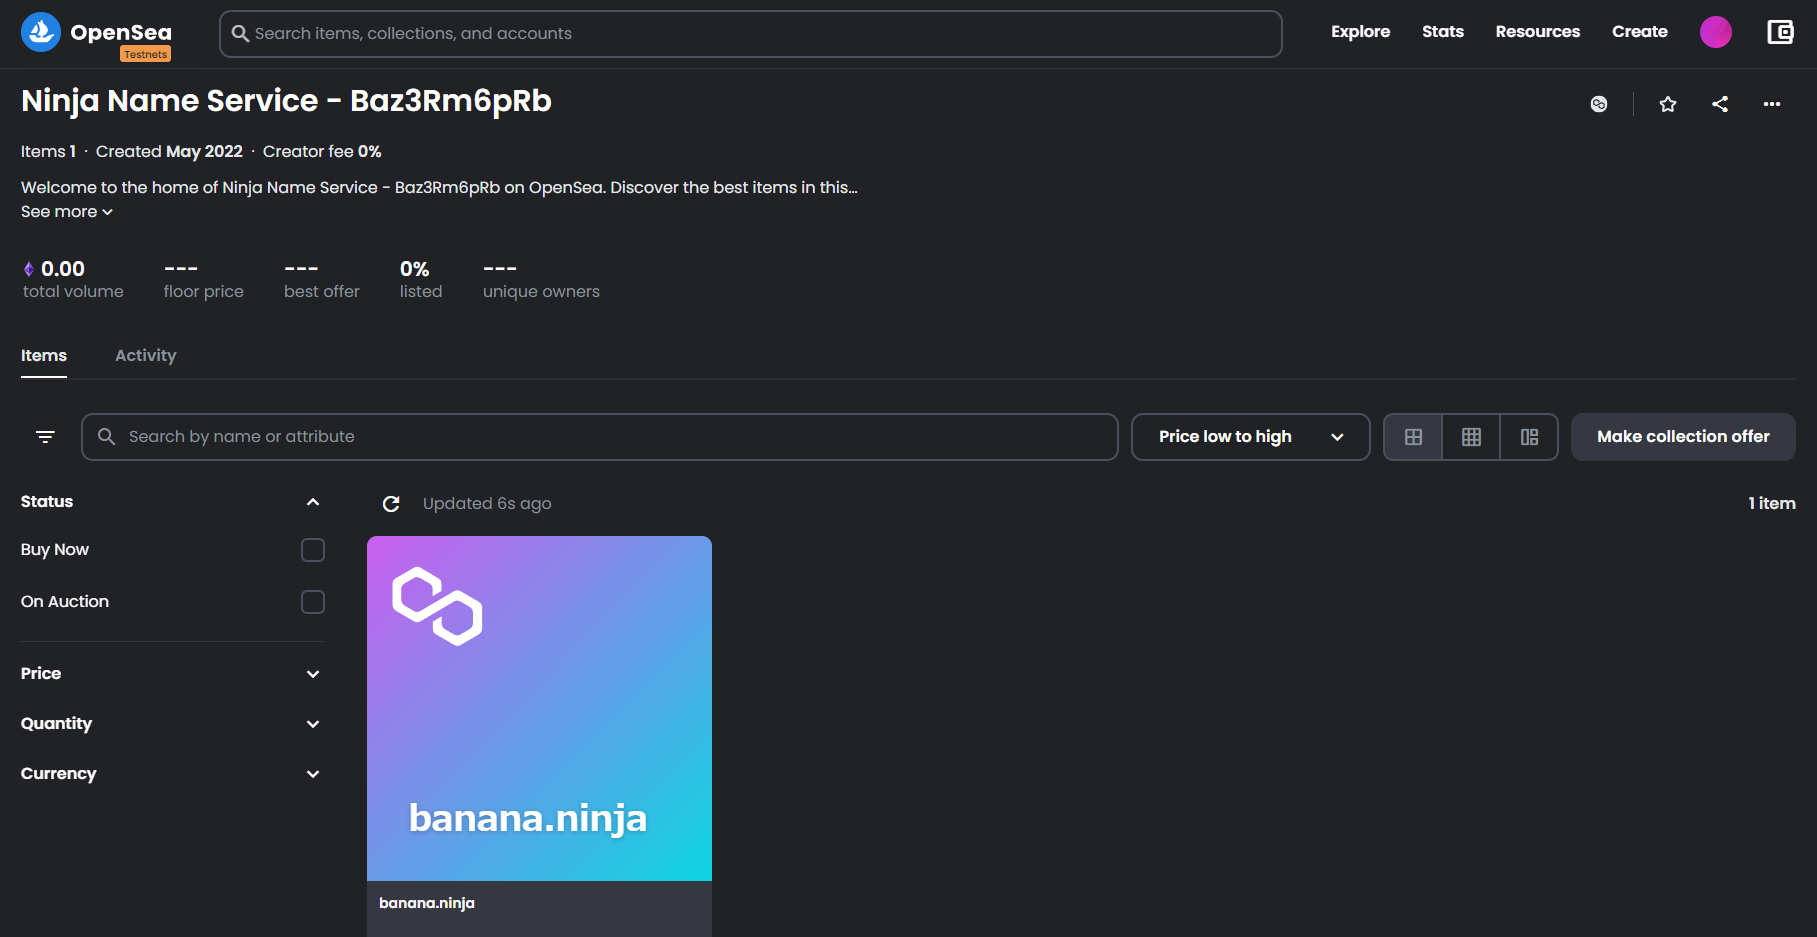 OpenSea
Testnets
Search items, collections, and accounts
Explore
Stats
Resources
Create
Ninja Name Service - Baz3Rm6pRb
Items 1 · Created May 2022 · Creator fee 0%
Welcome to the home of Ninja Name Service - Baz3Rm6pRb on OpenSea. Discover the best items in this...
See more
0.00
total volume
---
floor price
---
best offer
0%
listed
---
unique owners
Items
Activity
Search by name or attribute
Price low to high
Make collection offer
Status
Updated 6s ago
1 item
Buy Now
On Auction
Price
Quantity
Currency
banana.ninja
banana.ninja